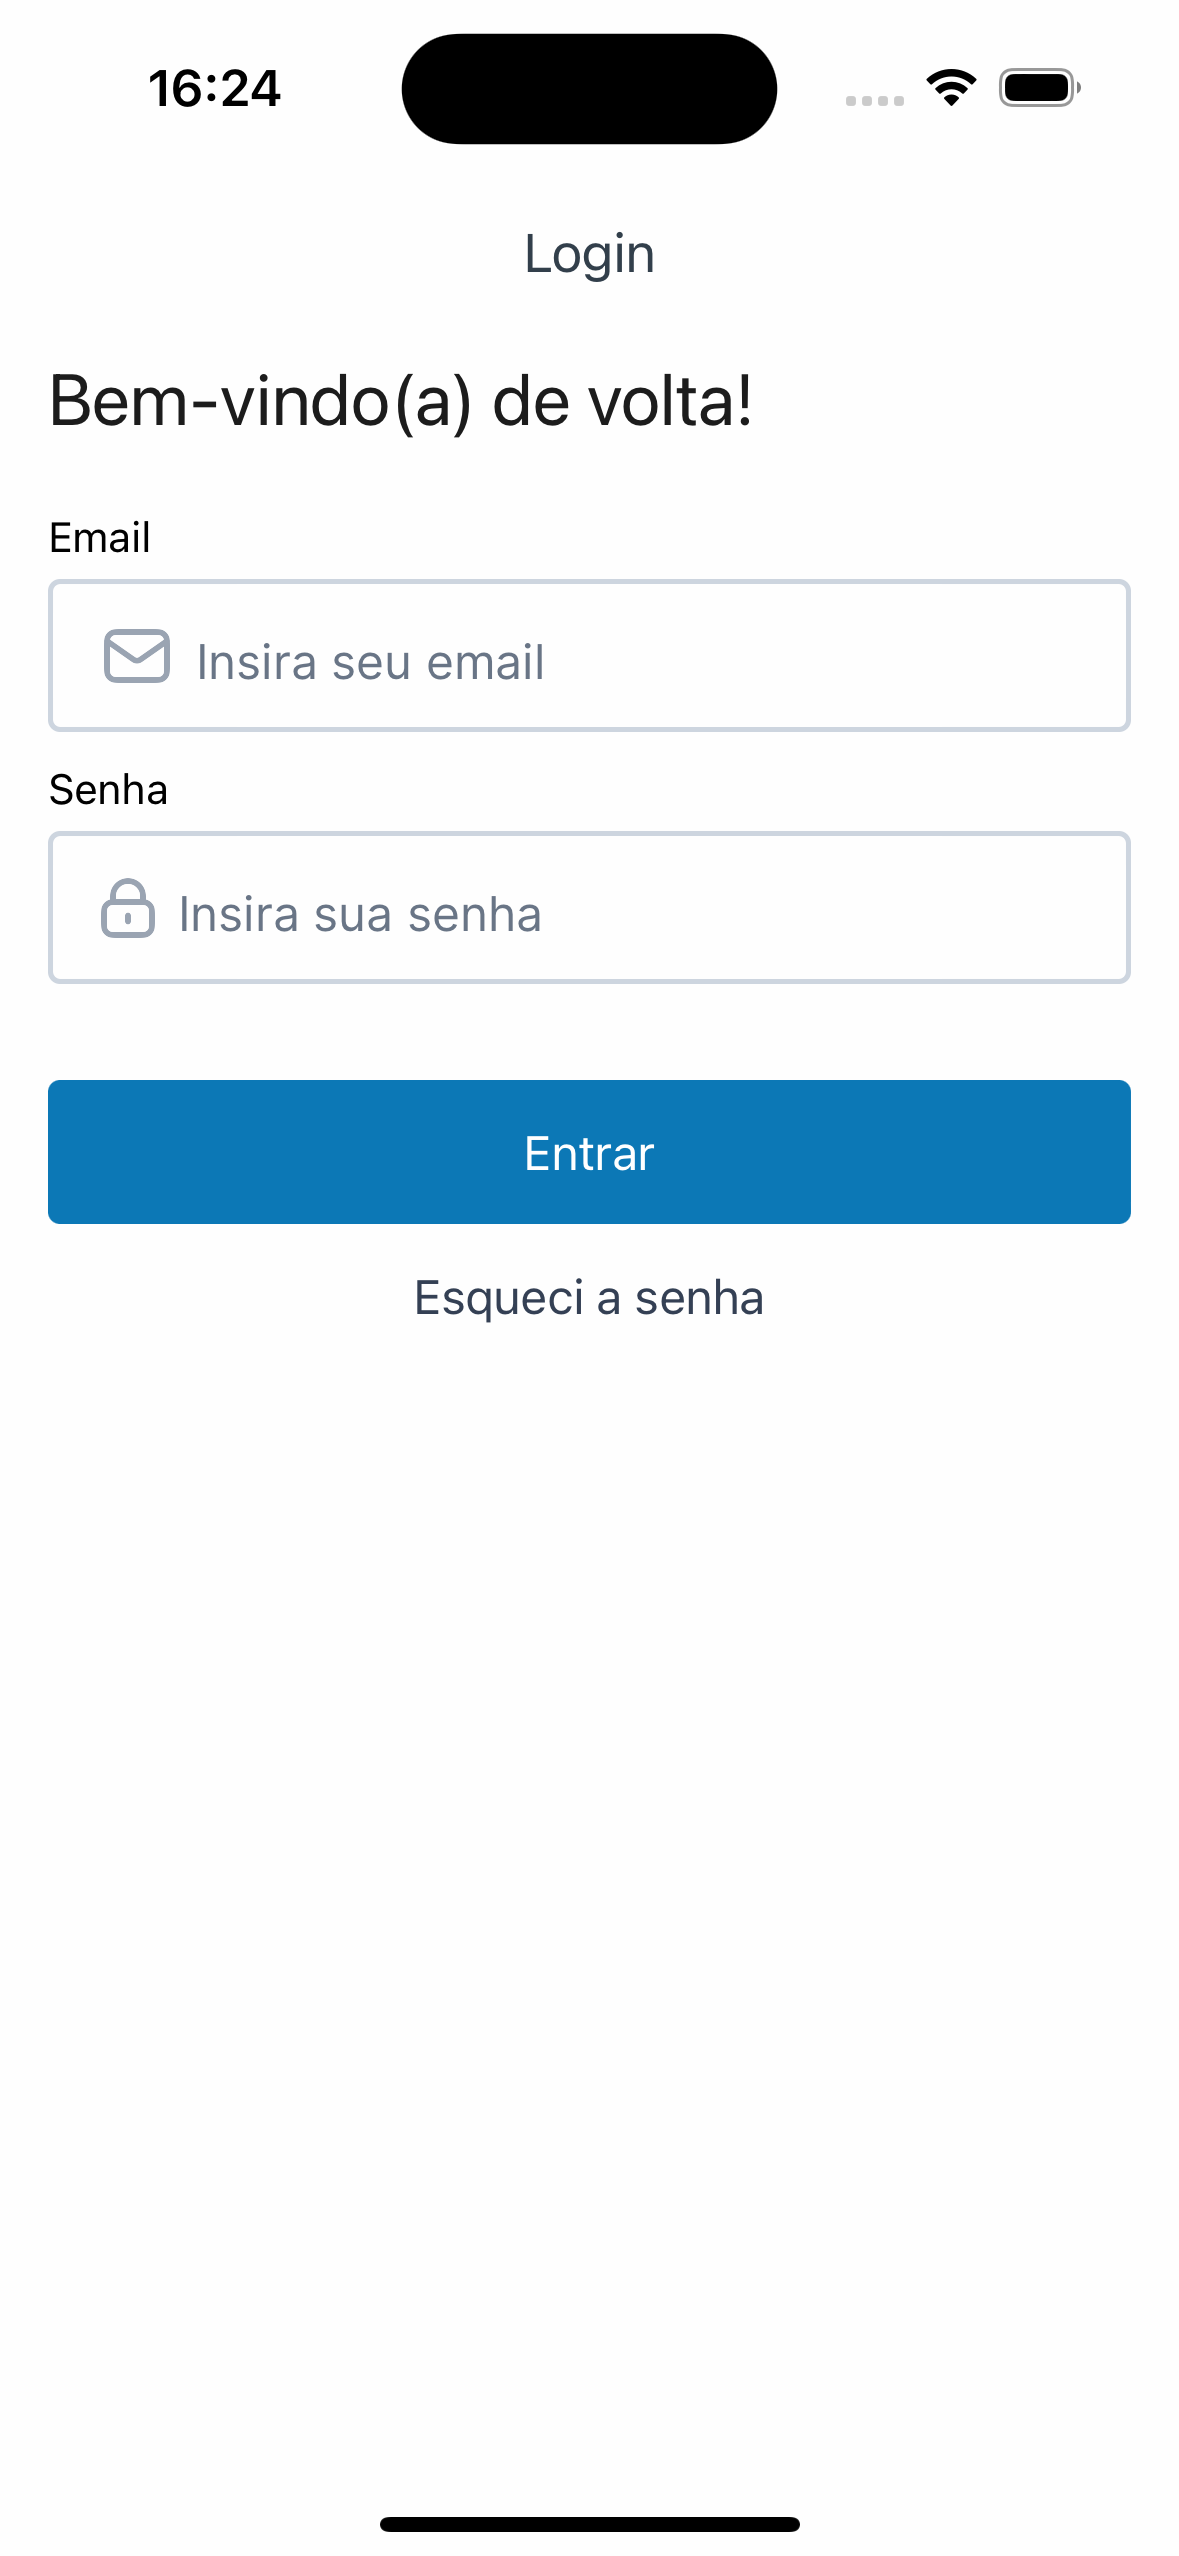 16:24
Login
Bem-vindo(a) de volta!
Email
Insira seu email
Senha
Insira sua senha
Entrar
Esqueci a senha